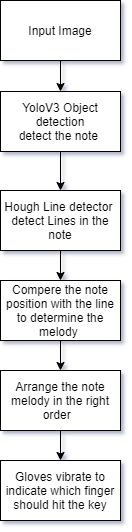 Input Image
YoloV3 Object
detection
detect the note
Hough Line detector
detect Lines in the
note
Compere the note
position with the line
to determine the
melody
Arrange the note
melody in the right
order
Gloves vibrate to
indicate which finger
should hit the key